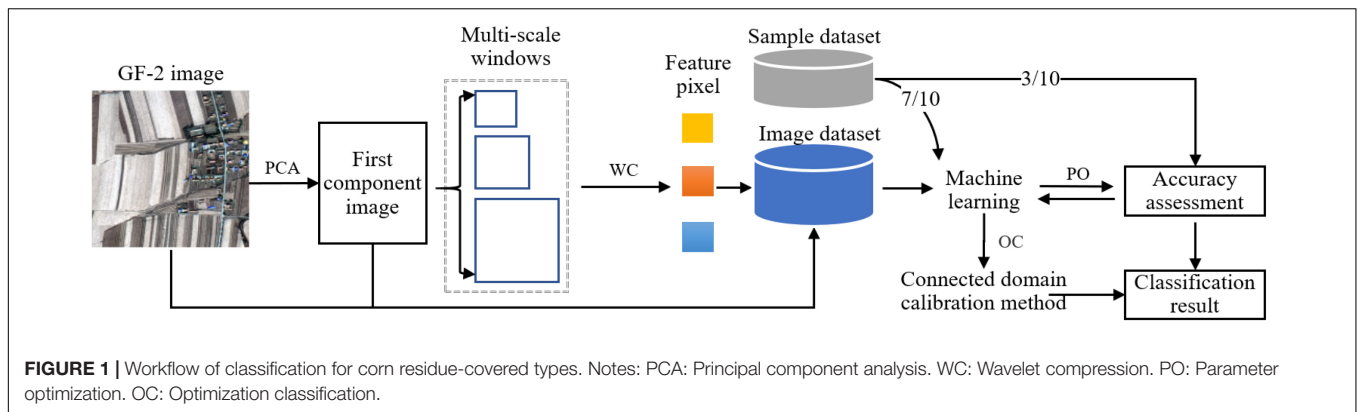 GF-2 image
PCA
First
component
image
Multi-scale
windows
WC
Feature
pixel
Sample dataset
7/10
3/10
Image dataset
Machine
learning
PO
Accuracy
assessment
OC
Connected domain
calibration method
Classification
result
FIGURE 1 | Workflow of classification for corn residue-covered types. Notes: PCA: Principal component analysis. WC: Wavelet compression. PO: Parameter
optimization. OC: Optimization classification.